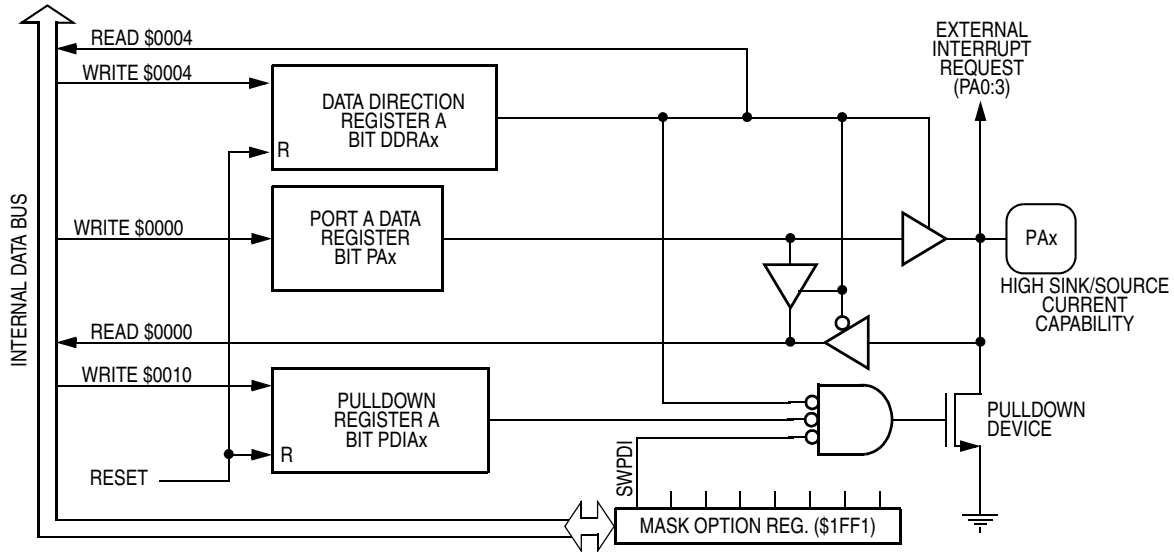 READ $0004
WRITE $0004
DATA DIRECTION
REGISTER A
BIT DDRAx
R
EXTERNAL
INTERRUPT
REQUEST
(PA0:3)
INTERNAL DATA BUS
WRITE $0000
PORT A DATA
REGISTER
BIT PAx
PAx
HIGH SINK/SOURCE
CURRENT
CAPABILITY
READ $0000
WRITE $0010
PULLDOWN
REGISTER A
BIT PDIAx
R
RESET
PULLDOWN
DEVICE
SWPDI
MASK OPTION REG. ($1FF1)